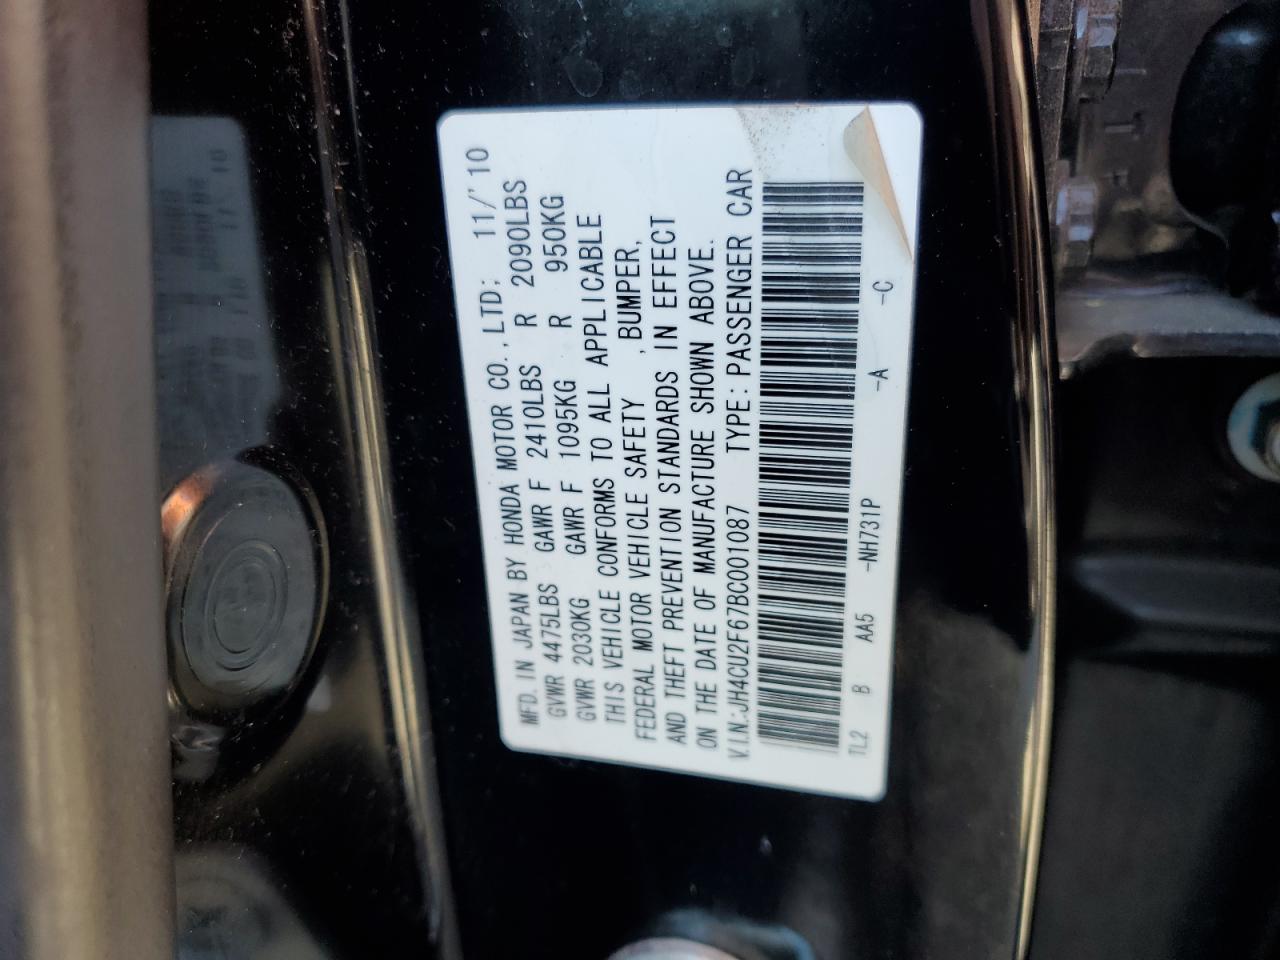 MFD. IN JAPAN BY HONDA MOTOR CO., LTD; 11/'10
GVWR 4475LBS GAWR F 2410LBS R 2090LBS
GVWR 2030KG GAWR F 1095KG R 950KG
THIS VEHICLE CONFORMS TO ALL APPLICABLE
FEDERAL MOTOR VEHICLE SAFETY , BUMPER,
AND THEFT PREVENTION STANDARDS IN EFFECT
ON THE DATE OF MANUFACTURE SHOWN ABOVE.
V.I.N.:JH4CU2F67BC001087 TYPE: PASSENGER CAR
TL2 B AA5 -NH731P -A -C